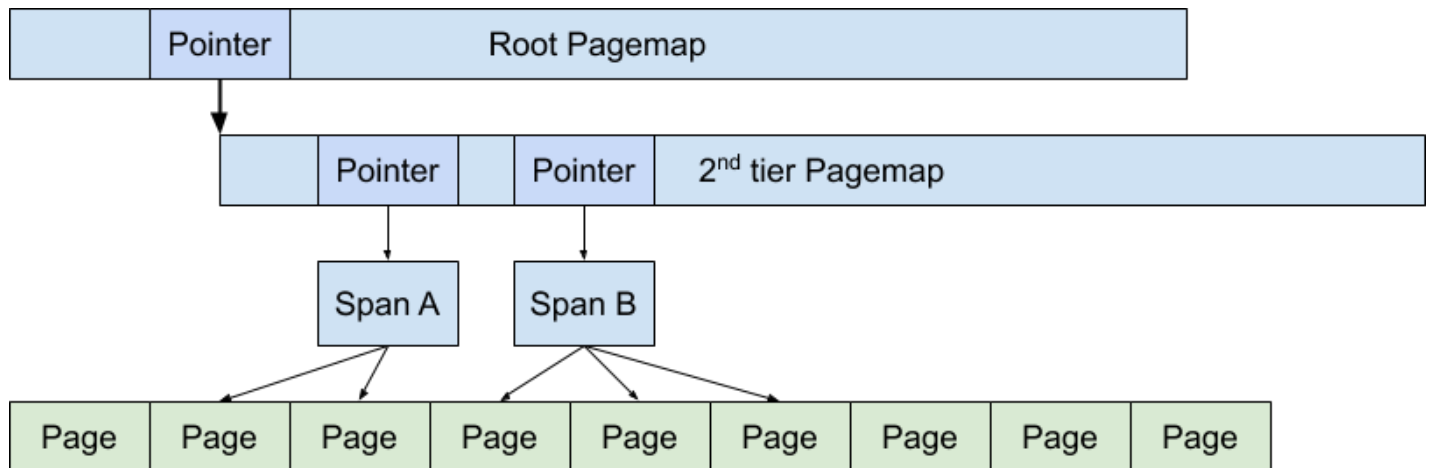 Pointer Root Pagemap
Pointer Pointer 2nd tier Pagemap
Span A Span B
Page Page Page Page Page Page Page Page Page